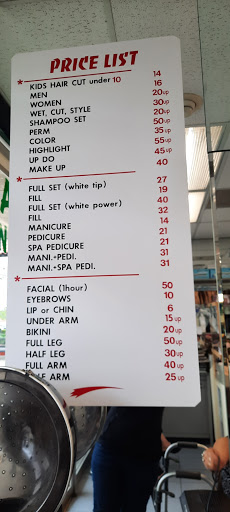 PRICE LIST
KIDS HAIR CUT under 10 14
MEN 16
WOMEN 20up
WET, CUT, STYLE 30up
SHAMPOO SET 20up
PERM 50up
COLOR 35up
HIGHLIGHT 55up
UP DO 45up
MAKE UP 40
FULL SET (white tip) 27
FILL 19
FULL SET (white power) 40
FILL 32
MANICURE 14
PEDICURE 21
SPA PEDICURE 21
MANI.+PEDI. 31
MANI.+SPA PEDI. 31
FACIAL (1hour) 50
EYEBROWS 10
LIP or CHIN 6
UNDER ARM 15up
BIKINI 20up
FULL LEG 50up
HALF LEG 30up
FULL ARM 40up
ARM 25up